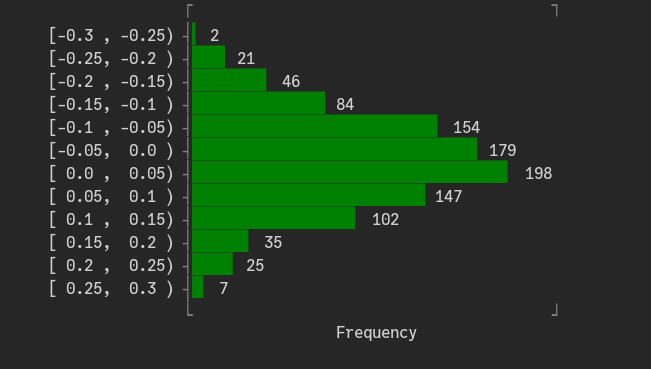 [-0.3 , -0.25) 2
[-0.25, -0.2 ) 21
[-0.2 , -0.15) 46
[-0.15, -0.1 ) 84
[-0.1 , -0.05) 154
[-0.05,  0.0 ) 179
[ 0.0 ,  0.05) 198
[ 0.05,  0.1 ) 147
[ 0.1 ,  0.15) 102
[ 0.15,  0.2 ) 35
[ 0.2 ,  0.25) 25
[ 0.25,  0.3 ) 7
Frequency